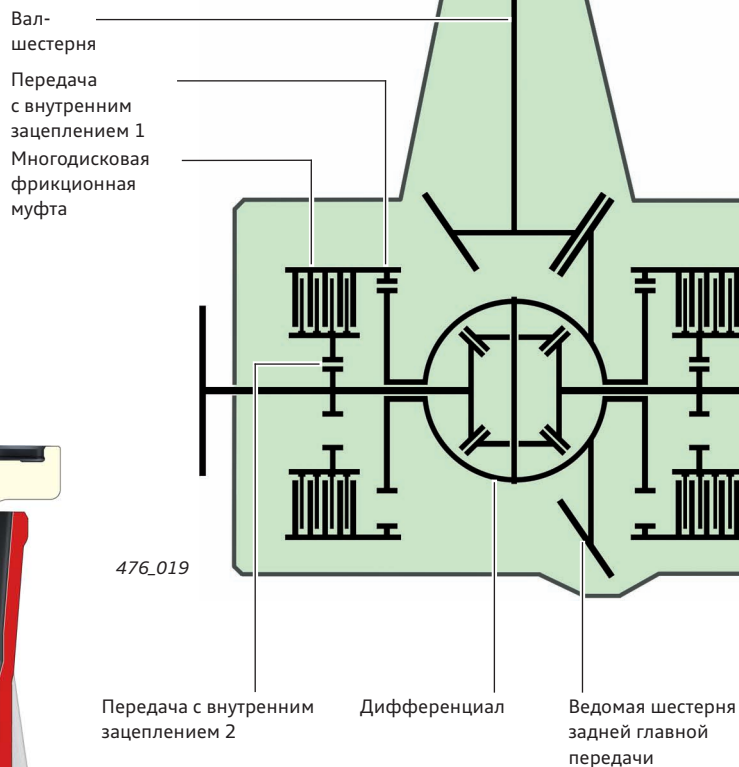 Вал-
шестерня
Передача
с внутренним
зацеплением 1
Многодисковая
фрикционная
муфта
476_019
Передача с внутренним
зацеплением 2
Дифференциал
Ведомая шестерня
задней главной
передачи